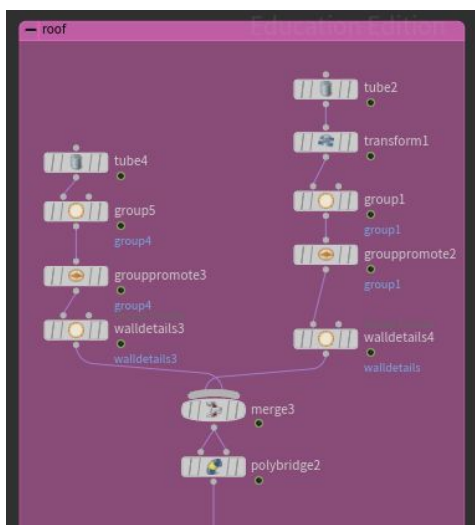 Education Edition
roof
tube2
transform1
tube4
group5
group4
group1
group1
grouppromote3
group4
grouppromote2
group1
walldetails3
walldetails3
walldetails4
walldetails
merge3
polybridge2